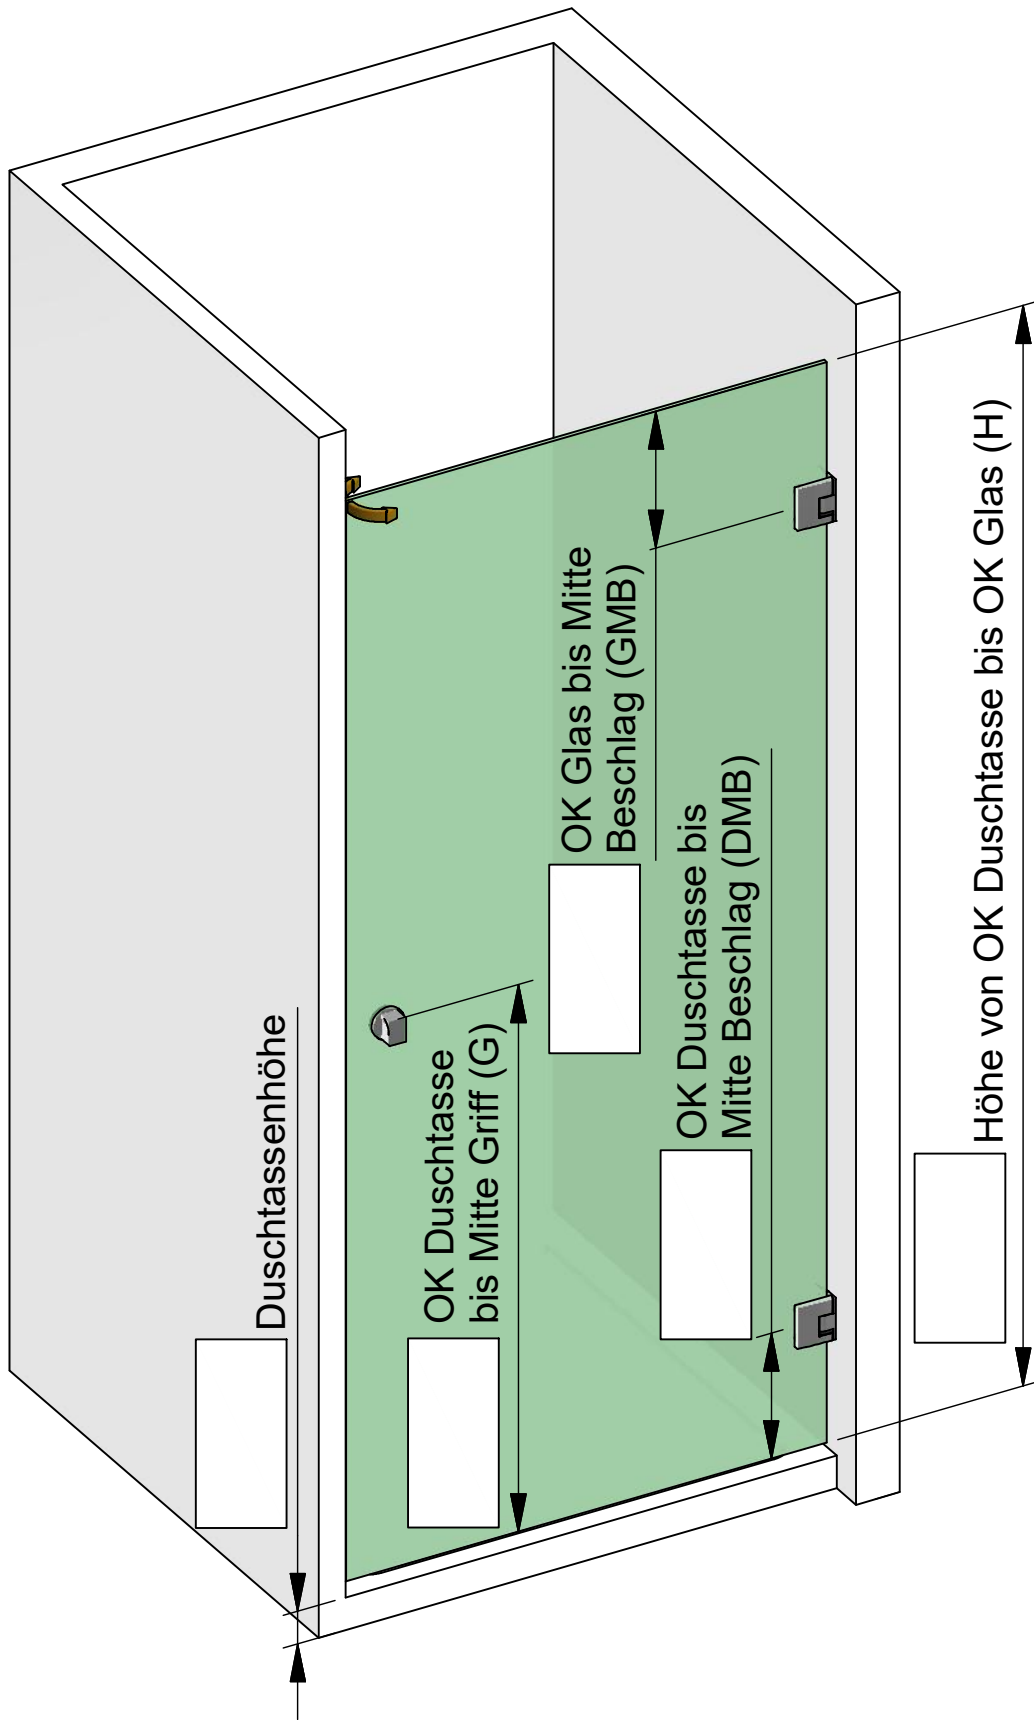 Duschtassenhöhe
OK Duschtasse
bis Mitte Griff (G)
OK Glas bis Mitte
Beschlag (GMB)
OK Duschtasse bis
Mitte Beschlag (DMB)
Höhe von OK Duschtasse bis OK Glas (H)